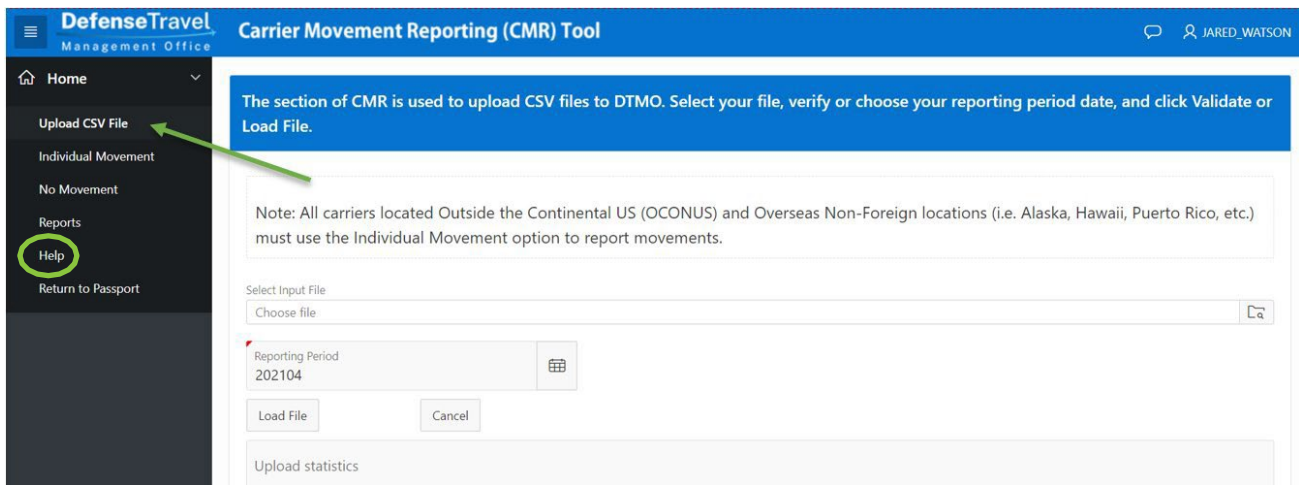 DefenseTravel
Management Office
Carrier Movement Reporting (CMR) Tool
JARED_WATSON
Home
Upload CSV File
Individual Movement
No Movement
Reports
Help
Return to Passport
The section of CMR is used to upload CSV files to DTMO. Select your file, verify or choose your reporting period date, and click Validate or
Load File.
Note: All carriers located Outside the Continental US (OCONUS) and Overseas Non-Foreign locations (i.e. Alaska, Hawaii, Puerto Rico, etc.)
must use the Individual Movement option to report movements.
Select Input File
Choose file
Reporting Period
202104
Load File
Cancel
Upload statistics